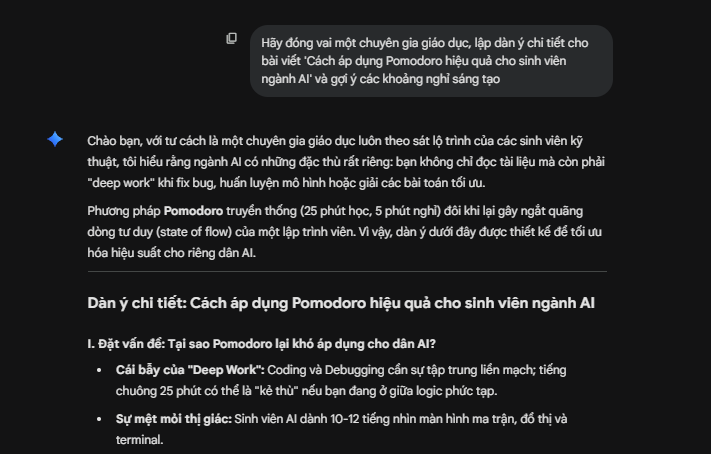 Hãy đóng vai một chuyên gia giáo dục, lập dàn ý chi tiết cho
bài viết 'Cách áp dụng Pomodoro hiệu quả cho sinh viên
ngành AI' và gợi ý các khoảng nghỉ sáng tạo
Chào bạn, với tư cách là một chuyên gia giáo dục luôn theo sát lộ trình của các sinh viên kỹ
thuật, tôi hiểu rằng ngành AI có những đặc thù rất riêng: bạn không chỉ đọc tài liệu mà còn phải
"deep work" khi fix bug, huấn luyện mô hình hoặc giải các bài toán tối ưu.
Phương pháp Pomodoro truyền thống (25 phút học, 5 phút nghỉ) đôi khi lại gây ngắt quãng
dòng tư duy (state of flow) của một lập trình viên. Vì vậy, dàn ý dưới đây được thiết kế để tối ưu
hóa hiệu suất cho riêng dân AI.
Dàn ý chi tiết: Cách áp dụng Pomodoro hiệu quả cho sinh viên ngành AI
I. Đặt vấn đề: Tại sao Pomodoro lại khó áp dụng cho dân AI?
• Cái bẫy của "Deep Work": Coding và Debugging cần sự tập trung liền mạch; tiếng
chuông 25 phút có thể là "kẻ thù" nếu bạn đang ở giữa logic phức tạp.
• Sự mệt mỏi thị giác: Sinh viên AI dành 10-12 tiếng nhìn màn hình ma trận, đồ thị và
terminal.